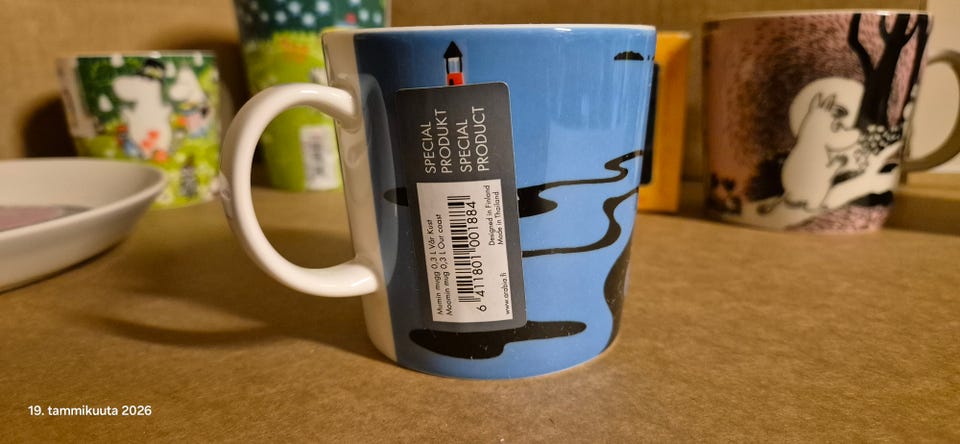 SPECIAL
PRODUKT
SPECIAL
PRODUCT
Mumin mugg 0,3 L Vår Kust
Moomin mug 0,3 L Our coast
6 411801 001884
Designed in Finland
Made in Thailand
www.arabia.fi
19. tammikuuta 2026